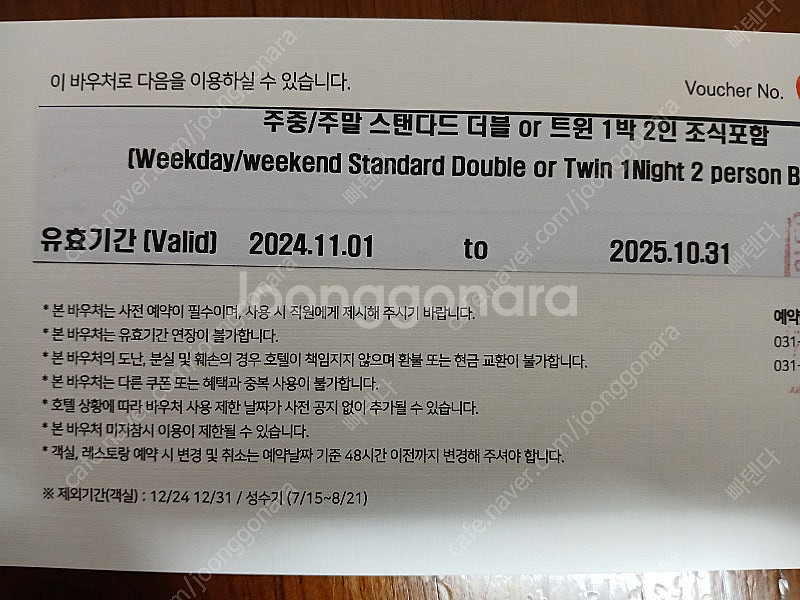 이 바우처로 다음을 이용하실 수 있습니다.
Voucher No.
주중/주말 스탠다드 더블 or 트윈 1박 2인 조식포함
(Weekday/weekend Standard Double or Twin 1Night 2 person B
유효기간 (Valid) 2024.11.01 to 2025.10.31
Joonggonara
* 본 바우처는 사전 예약이 필수이며, 사용 시 직원에게 제시해 주시기 바랍니다.
* 본 바우처는 유효기간 연장이 불가합니다.
* 본 바우처의 도난, 분실 및 훼손의 경우 호텔이 책임지지 않으며 환불 또는 현금 교환이 불가합니다.
* 본 바우처는 다른 쿠폰 또는 혜택과 중복 사용이 불가합니다.
* 호텔 상황에 따라 바우처 사용 제한 날짜가 사전 공지 없이 추가될 수 있습니다.
* 본 바우처 미지참시 이용이 제한될 수 있습니다.
* 객실, 레스토랑 예약 시 변경 및 취소는 예약날짜 기준 48시간 이전까지 변경해 주셔야 합니다.
※ 제외기간(객실) : 12/24 12/31 / 성수기 (7/15~8/21)
예약
031-
031-
cafe.naver.com/joonggonara
빠텐다